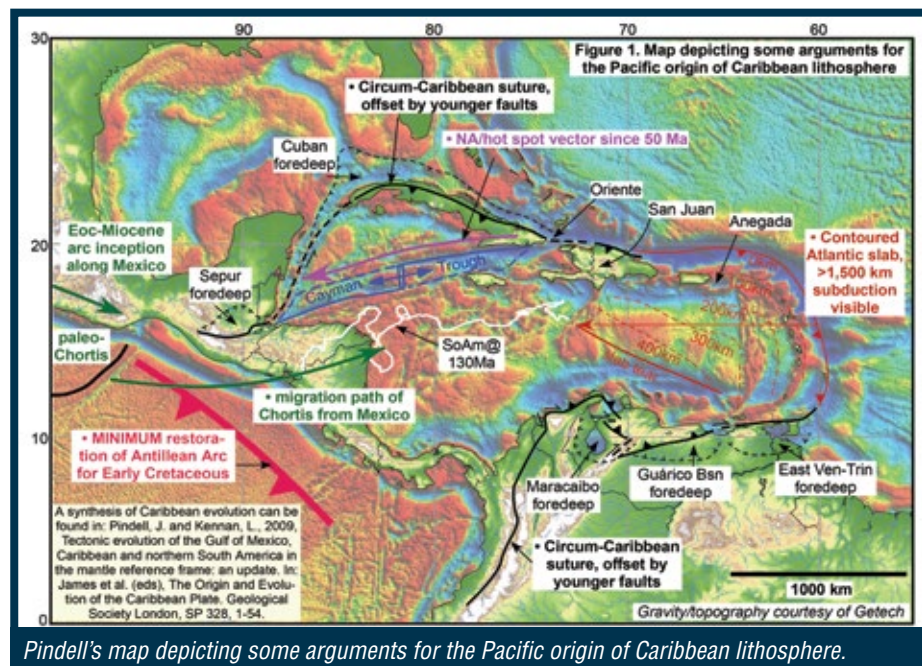 90
80
70
60
30
20
10
0
Figure 1. Map depicting some arguments for
the Pacific origin of Caribbean lithosphere
• Circum-Caribbean suture,
offset by younger faults
• NA/hot spot vector since 50 Ma
Cuban
foredeep
Oriente
San Juan
Anegada
Eoc-Miocene
arc inception
along Mexico
Sepur
foredeep
Cayman
Trough
• Contoured
Atlantic slab,
>1,500 km
subduction
visible
200km
300km
400km
paleo-
Chortis
SoAm@
130Ma
• migration path of
Chortis from Mexico
• MINIMUM restora-
tion of Antillean Arc
for Early Cretaceous
Maracaibo
foredeep
Guárico Bsn
foredeep
East Ven-Trin
foredeep
• Circum-Caribbean
suture, offset by
younger faults
A synthesis of Caribbean evolution can be
found in: Pindell, J. and Kennan, L., 2009,
Tectonic evolution of the Gulf of Mexico,
Caribbean and northern South America in
the mantle reference frame: an update. In:
James et al. (eds), The Origin and Evolu-
tion of the Caribbean Plate, Geological
Society London, SP 328, 1-54.
1000 km
Gravity/topography courtesy of Getech
Pindell's map depicting some arguments for the Pacific origin of Caribbean lithosphere.